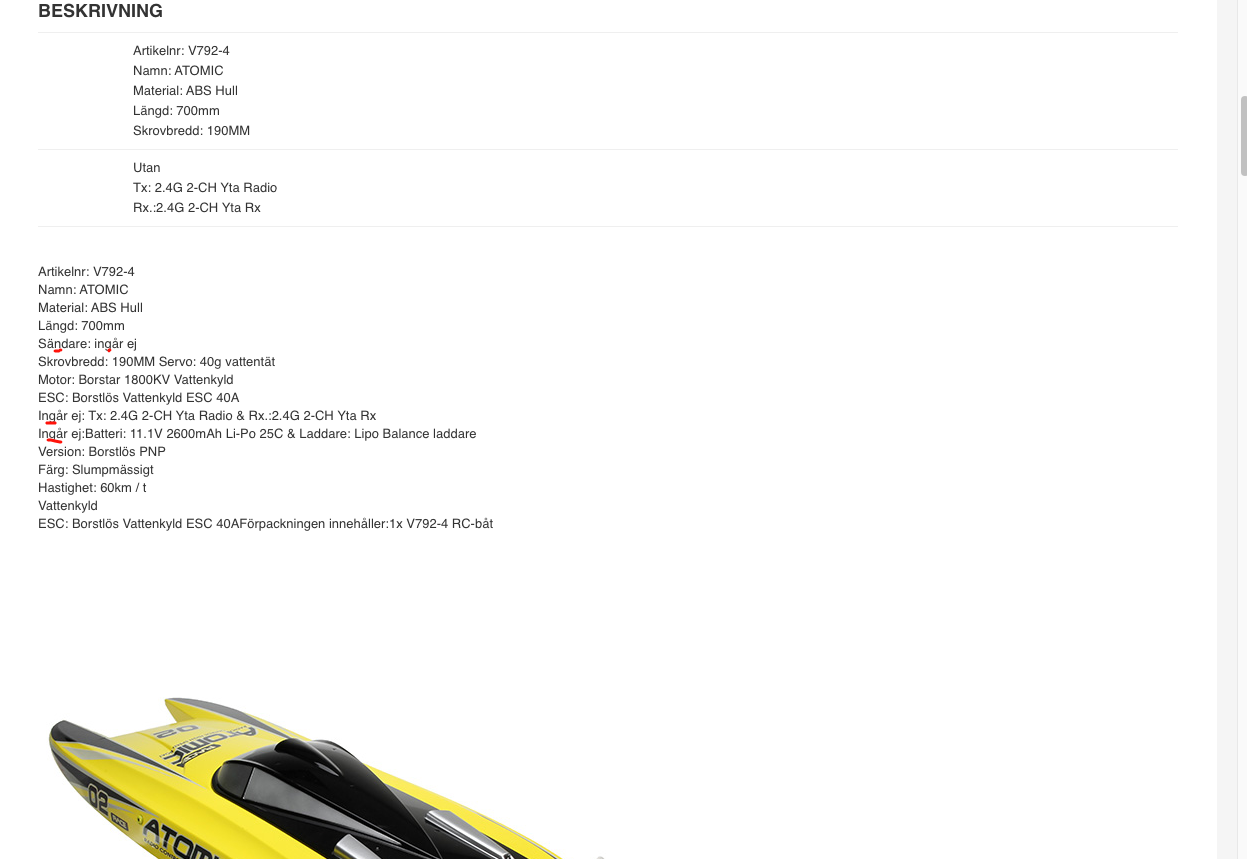 BESKRIVNING
Artikelnr: V792-4
Namn: ATOMIC
Material: ABS Hull
Längd: 700mm
Skrovbredd: 190MM
Utan
Tx: 2.4G 2-CH Yta Radio
Rx.:2.4G 2-CH Yta Rx
Artikelnr: V792-4
Namn: ATOMIC
Material: ABS Hull
Längd: 700mm
Sändare: ingår ej
Skrovbredd: 190MM Servo: 40g vattentät
Motor: Borstar 1800KV Vattenkyld
ESC: Borstlös Vattenkyld ESC 40A
Ingår ej: Tx: 2.4G 2-CH Yta Radio & Rx.:2.4G 2-CH Yta Rx
Ingår ej:Batteri: 11.1V 2600mAh Li-Po 25C & Laddare: Lipo Balance laddare
Version: Borstlös PNP
Färg: Slumpmässigt
Hastighet: 60km / t
Vattenkyld
ESC: Borstlös Vattenkyld ESC 40AFörpackningen innehåller:1x V792-4 RC-båt
02
ATOMIC
02
ATOM